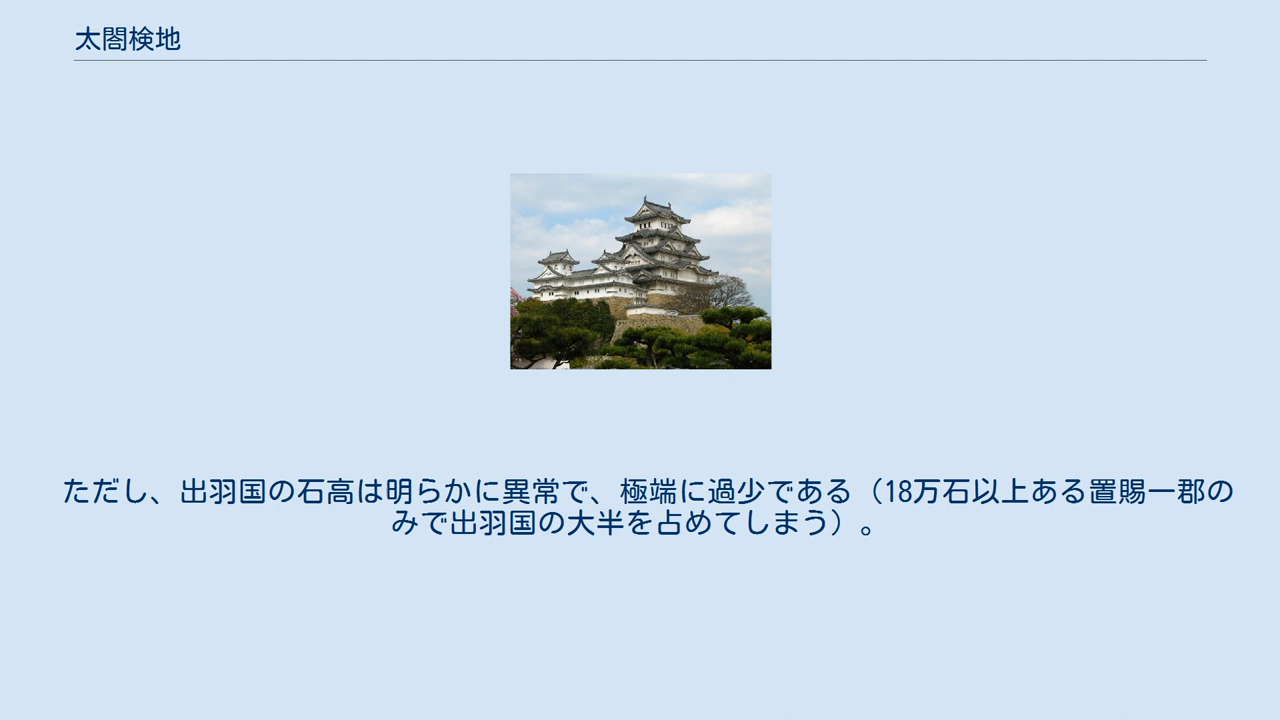 太閤検地
ただし、出羽国の石高は明らかに異常で、極端に過少である（18万石以上ある置賜一郡の
みで出羽国の大半を占めてしまう）。